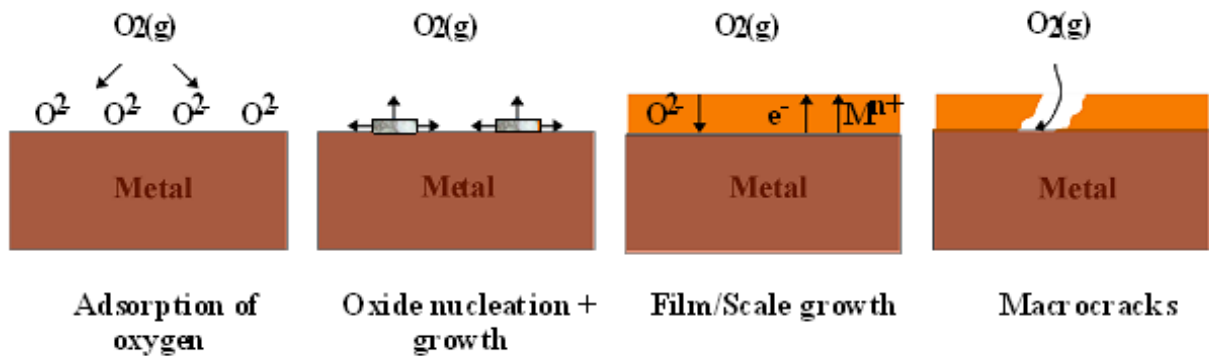 O2(g) O2(g) O2(g) O2(g)
O2- O2- O2- O2-
O2- e- Mn+
Metal Metal Metal Metal
Adsorption of oxygen
Oxide nucleation + growth
Film/Scale growth
Macrocracks